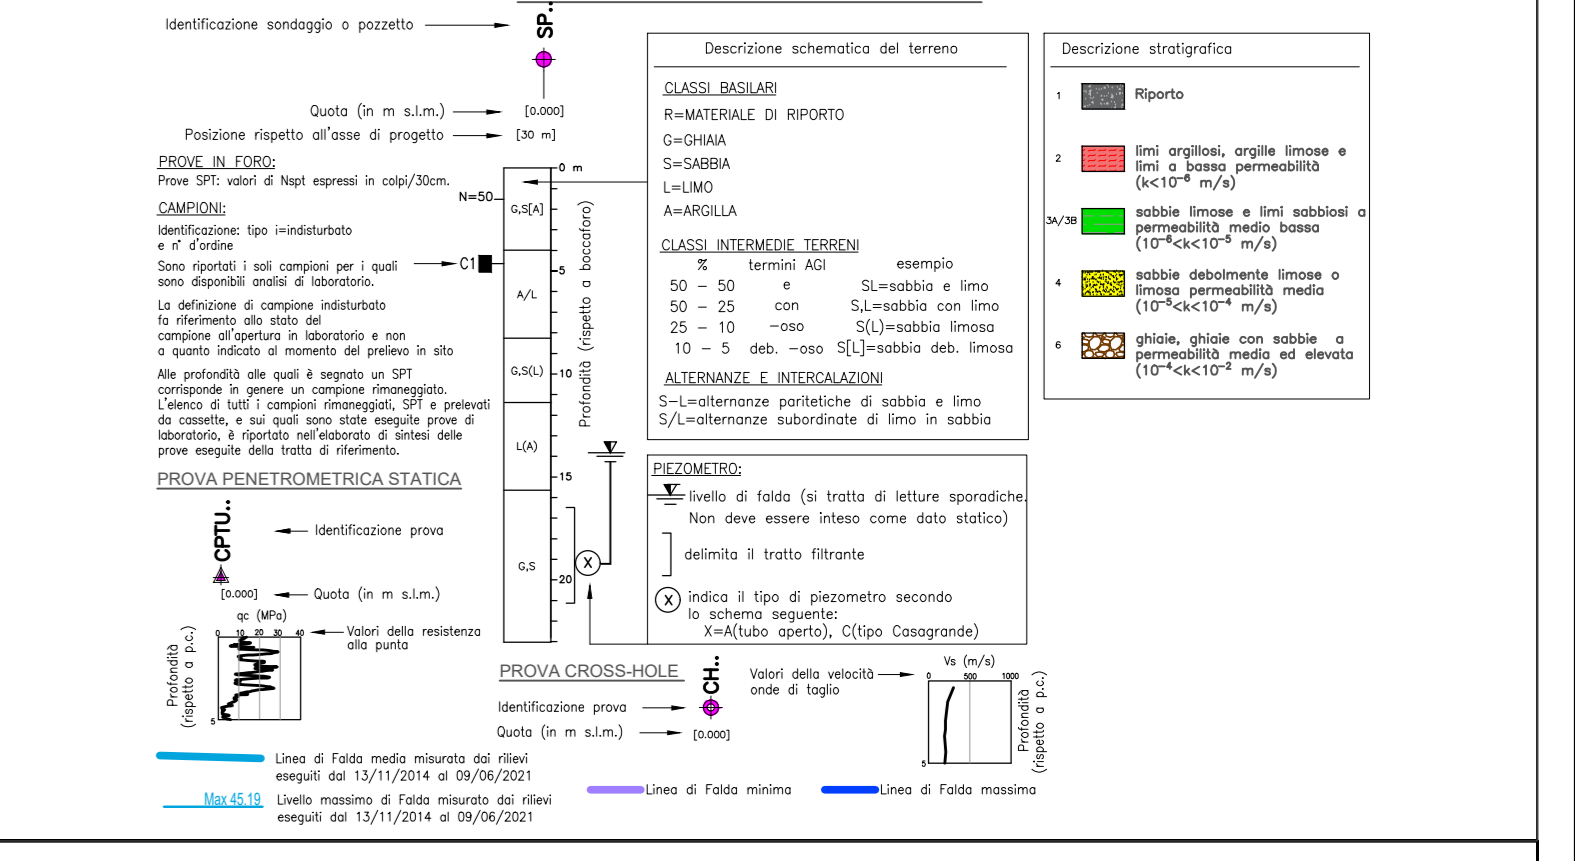 Identificazione sondaggio o pozzetto
SP..
Quota (in m s.l.m.)
[0.000]
Posizione rispetto all'asse di progetto
[30 m]
PROVE IN FORO:
Prove SPT: valori di Nspt espressi in colpi/30cm.
CAMPIONI:
Identificazione: tipo i=indisturbato
e n° d'ordine
Sono riportati i soli campioni per i quali
sono disponibili analisi di laboratorio.
La definizione di campione indisturbato
fa riferimento allo stato del
campione all'apertura in laboratorio e non
a quanto indicato al momento del prelievo in sito
Alle profondità alle quali è segnato un SPT
corrisponde in genere un campione rimaneggiato.
L'elenco di tutti i campioni rimaneggiati, SPT e prelevati
da cassette, e sui quali sono state eseguite prove di
laboratorio, è riportato nell'elaborato di sintesi delle
prove eseguite della tratta di riferimento.
N=50
C1
0 m
G,S[A]
5
A/L
G,S(L)
10
L(A)
15
G,S
20
Profondità (rispetto a boccaforo)
X
Descrizione schematica del terreno
CLASSI BASILARI
R=MATERIALE DI RIPORTO
G=GHIAIA
S=SABBIA
L=LIMO
A=ARGILLA
CLASSI INTERMEDIE TERRENI
% termini AGI esempio
50 - 50 e SL=sabbia e limo
50 - 25 con S,L=sabbia con limo
25 - 10 -oso S(L)=sabbia limosa
10 - 5 deb. -oso S[L]=sabbia deb. limosa
ALTERNANZE E INTERCALAZIONI
S-L=alternanze paritetiche di sabbia e limo
S/L=alternanze subordinate di limo in sabbia
PIEZOMETRO:
livello di falda (si tratta di letture sporadiche.
Non deve essere inteso come dato statico)
delimita il tratto filtrante
X
indica il tipo di piezometro secondo
lo schema seguente:
X=A(tubo aperto), C(tipo Casagrande)
Descrizione stratigrafica
1 Riporto
2 limi argillosi, argille limose e
limi a bassa permeabilità
(k<10⁻⁶ m/s)
3A/3B sabbie limose e limi sabbiosi a
permeabilità medio bassa
(10⁻⁶<k<10⁻⁵ m/s)
4 sabbie debolmente limose o
limosa permeabilità media
(10⁻⁵<k<10⁻⁴ m/s)
6 ghiaie, ghiaie con sabbie a
permeabilità media ed elevata
(10⁻⁴<k<10⁻² m/s)
PROVA PENETROMETRICA STATICA
CPTU..
Identificazione prova
[0.000]
Quota (in m s.l.m.)
qc (MPa)
0 10 20 30 40
Valori della resistenza
alla punta
Profondità
(rispetto a p.c.)
5
PROVA CROSS-HOLE
CH..
Identificazione prova
Quota (in m s.l.m.)
[0.000]
Valori della velocità
onde di taglio
Vs (m/s)
0 500 1000
5
Profondità
(rispetto a p.c.)
Linea di Falda media misurata dai rilievi
eseguiti dal 13/11/2014 al 09/06/2021
Max 45.19
Livello massimo di Falda misurato dai rilievi
eseguiti dal 13/11/2014 al 09/06/2021
Linea di Falda minima
Linea di Falda massima